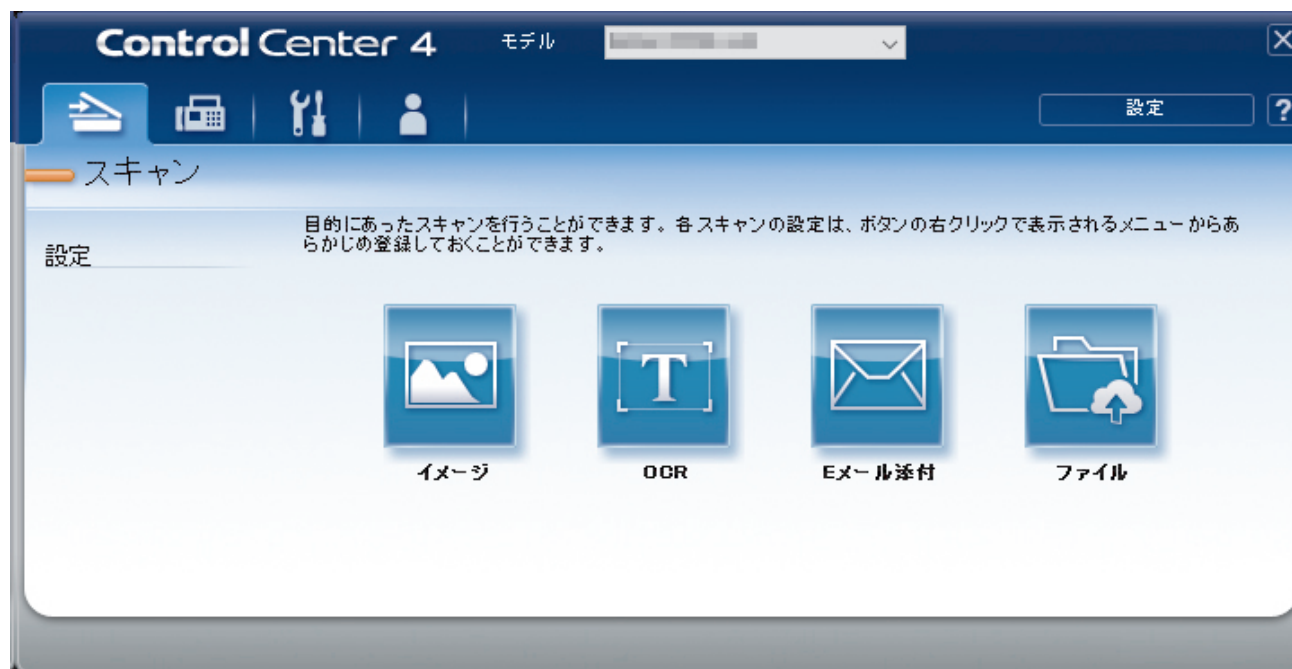 Control Center 4
モデル
設定
?
スキャン
設定
目的にあったスキャンを行うことができます。各スキャンの設定は、ボタンの右クリックで表示されるメニューからあ
らかじめ登録しておくことができます。
T
イメージ
OCR
Eメール添付
ファイル